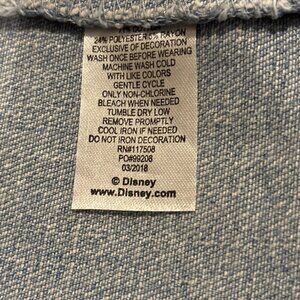 24% POLYESTER 6% RAYON
EXCLUSIVE OF DECORATION
WASH ONCE BEFORE WEARING
MACHINE WASH COLD
WITH LIKE COLORS
GENTLE CYCLE
ONLY NON-CHLORINE
BLEACH WHEN NEEDED
TUMBLE DRY LOW
REMOVE PROMPTLY
COOL IRON IF NEEDED
DO NOT IRON DECORATION
RN#117508
PO#99208
03/2018
© Disney
www.Disney.com